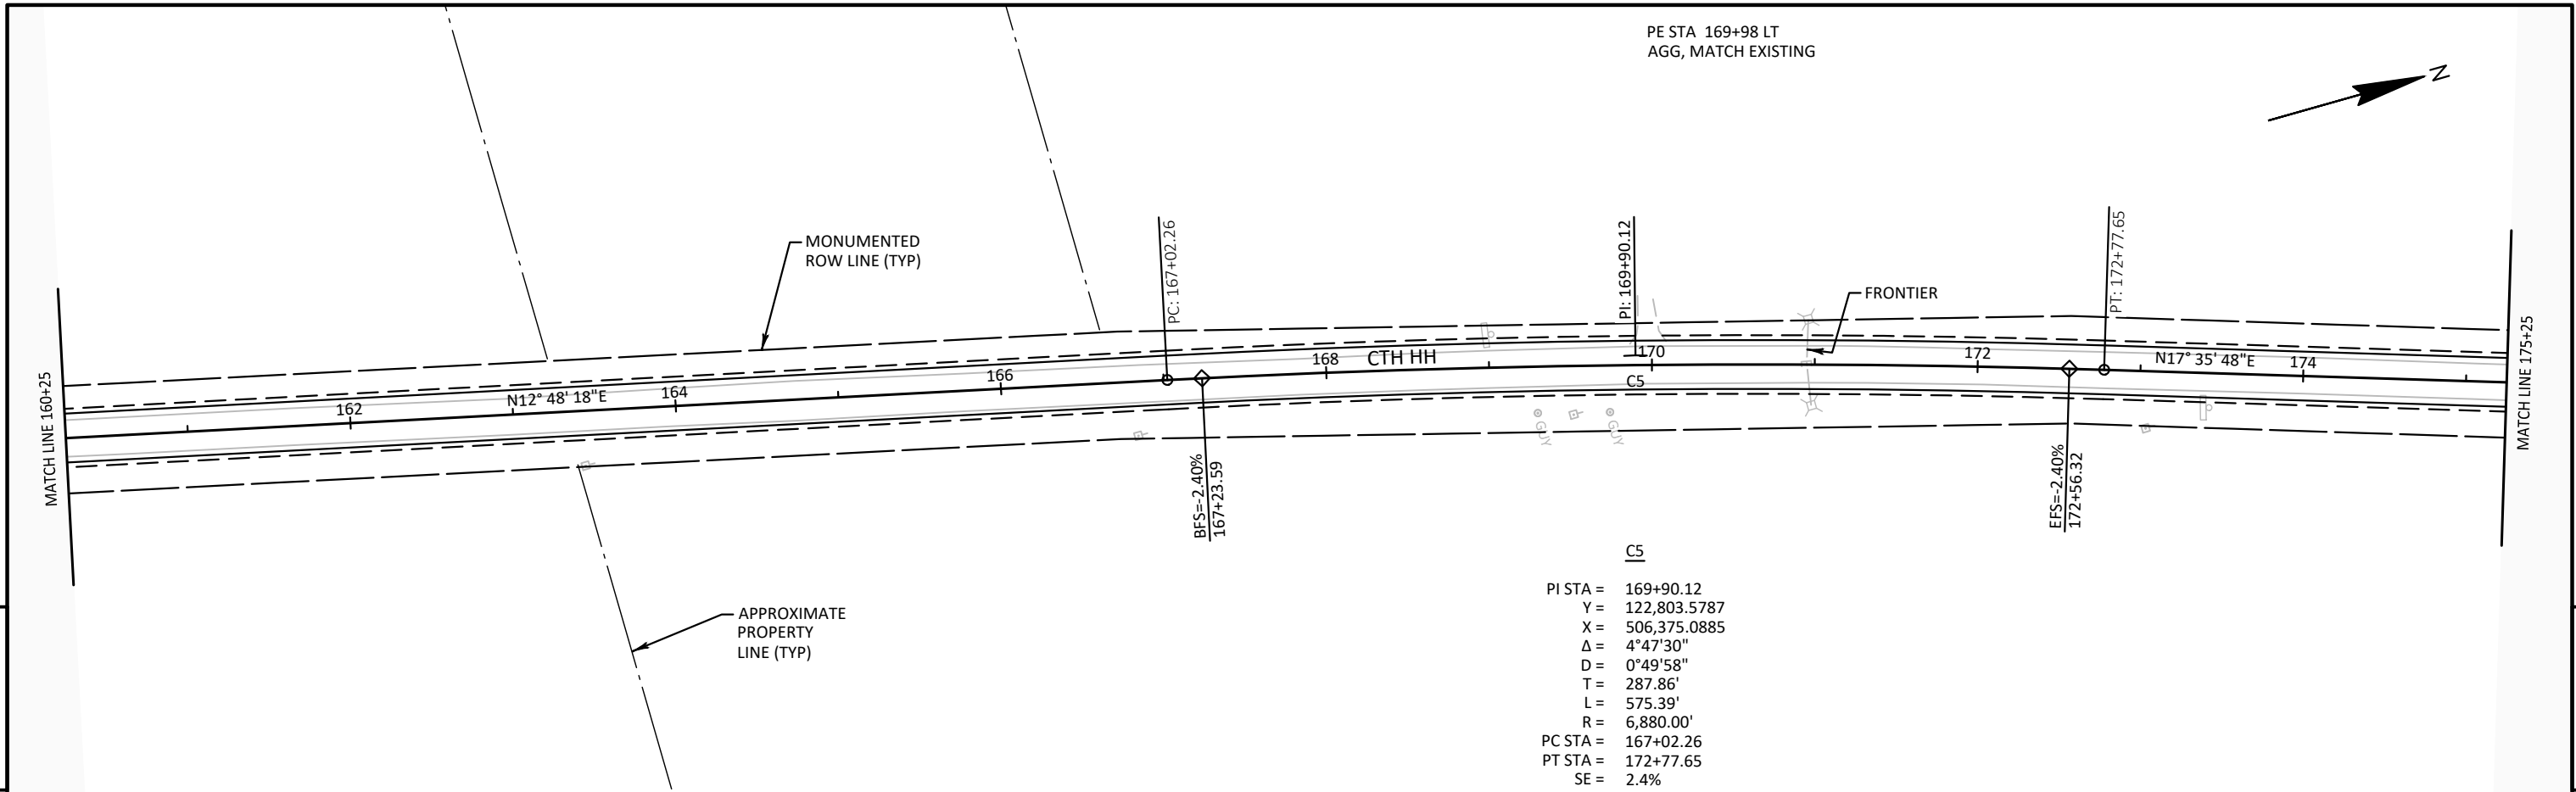 PE STA 169+98 LT
AGG, MATCH EXISTING
N
MONUMENTED
ROW LINE (TYP)
PC: 167+02.26
PI: 169+90.12
PT: 172+77.65
FRONTIER
MATCH LINE 160+25
162
N12° 48' 18"E
164
166
168
CTH HH
170
C5
172
N17° 35' 48"E
174
MATCH LINE 175+25
GUY
GUY
BFS=-2.40%
167+23.59
EFS=-2.40%
172+56.32
APPROXIMATE
PROPERTY
LINE (TYP)
C5
PI STA = 169+90.12
Y = 122,803.5787
X = 506,375.0885
Δ = 4°47'30"
D = 0°49'58"
T = 287.86'
L = 575.39'
R = 6,880.00'
PC STA = 167+02.26
PT STA = 172+77.65
SE = 2.4%